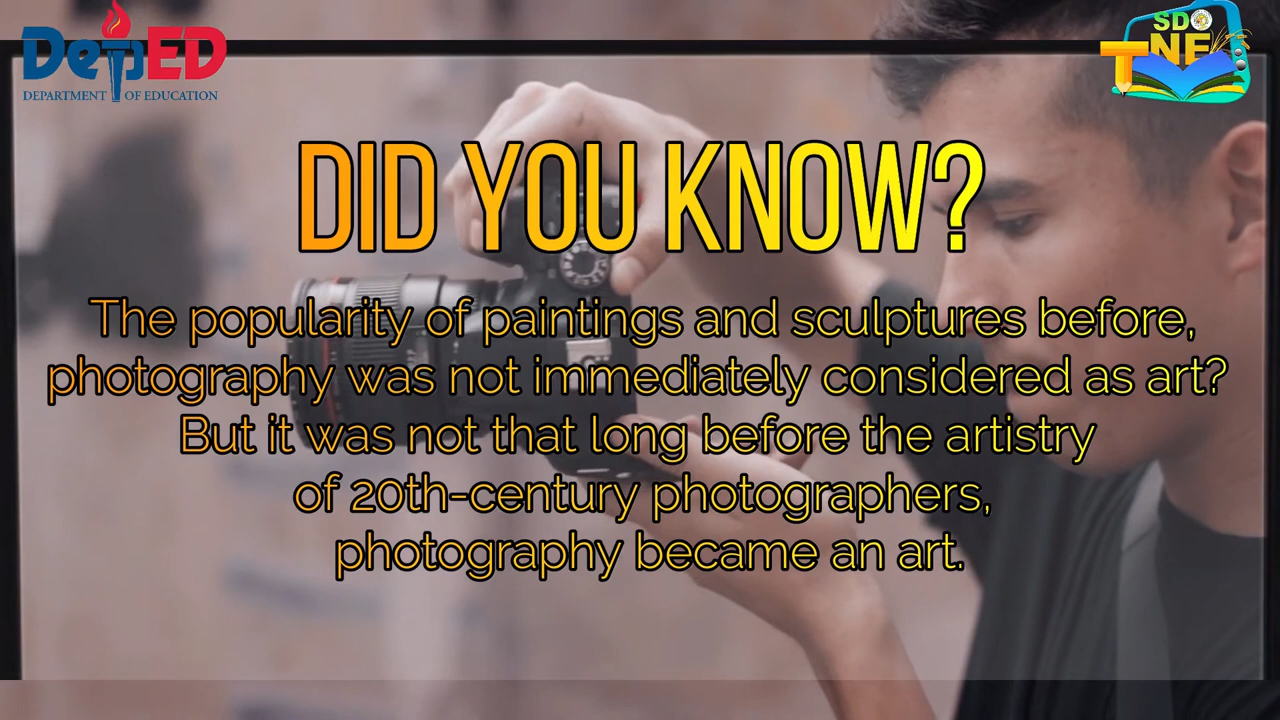 DepED
DEPARTMENT OF EDUCATION
SDO
TNE
DID YOU KNOW?
The popularity of paintings and sculptures before,
photography was not immediately considered as art?
But it was not that long before the artistry
of 20th-century photographers,
photography became an art.